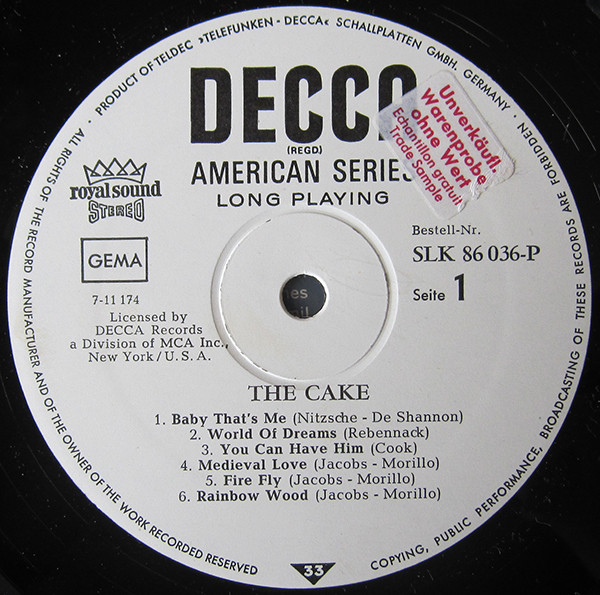 ALL RIGHTS OF THE RECORD MANUFACTURER AND OF THE OWNER OF THE WORK RECORDED RESERVED
· PRODUCT OF TELDEC ›TELEFUNKEN - DECCA‹ SCHALLPLATTEN GMBH. GERMANY ·
COPYING, PUBLIC PERFORMANCE, BROADCASTING OF THESE RECORDS ARE FORBIDDEN
DECCA
(REGD)
AMERICAN SERIES
LONG PLAYING
Unverkäufl.
Warenprobe
ohne Wert
Echantillon gratuit
Trade Sample
royal sound
STEREO
GEMA
7-11 174
Licensed by
DECCA Records
a Division of MCA Inc.,
New York/U.S.A.
Bestell-Nr.
SLK 86 036-P
Seite 1
THE CAKE
1. Baby That's Me (Nitzsche - De Shannon)
2. World Of Dreams (Rebennack)
3. You Can Have Him (Cook)
4. Medieval Love (Jacobs - Morillo)
5. Fire Fly (Jacobs - Morillo)
6. Rainbow Wood (Jacobs - Morillo)
33